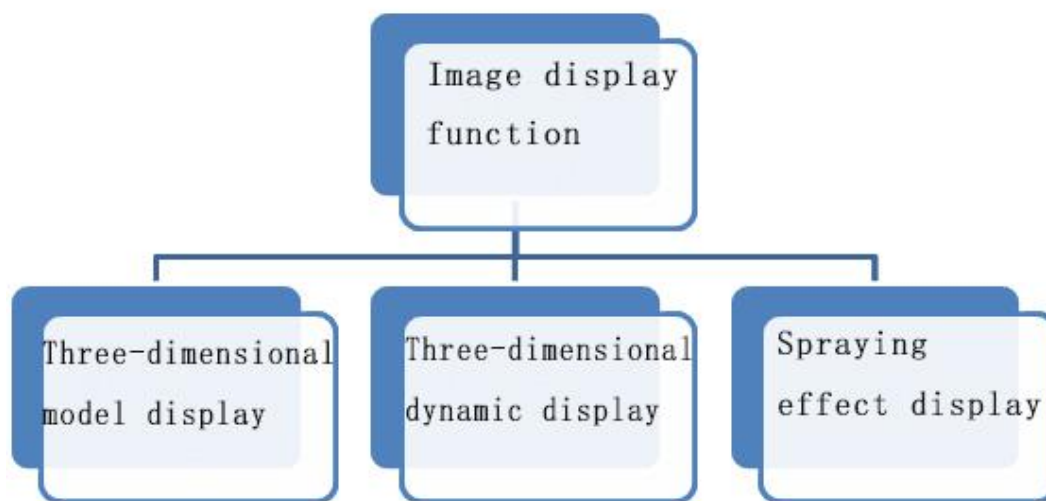 Image display
function
Three-dimensional
model display
Three-dimensional
dynamic display
Spraying
effect display